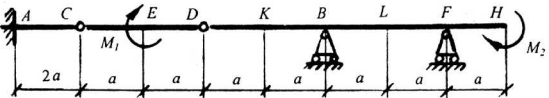 A C E D K B L F H
M₁ M₂
2a a a a a a a a